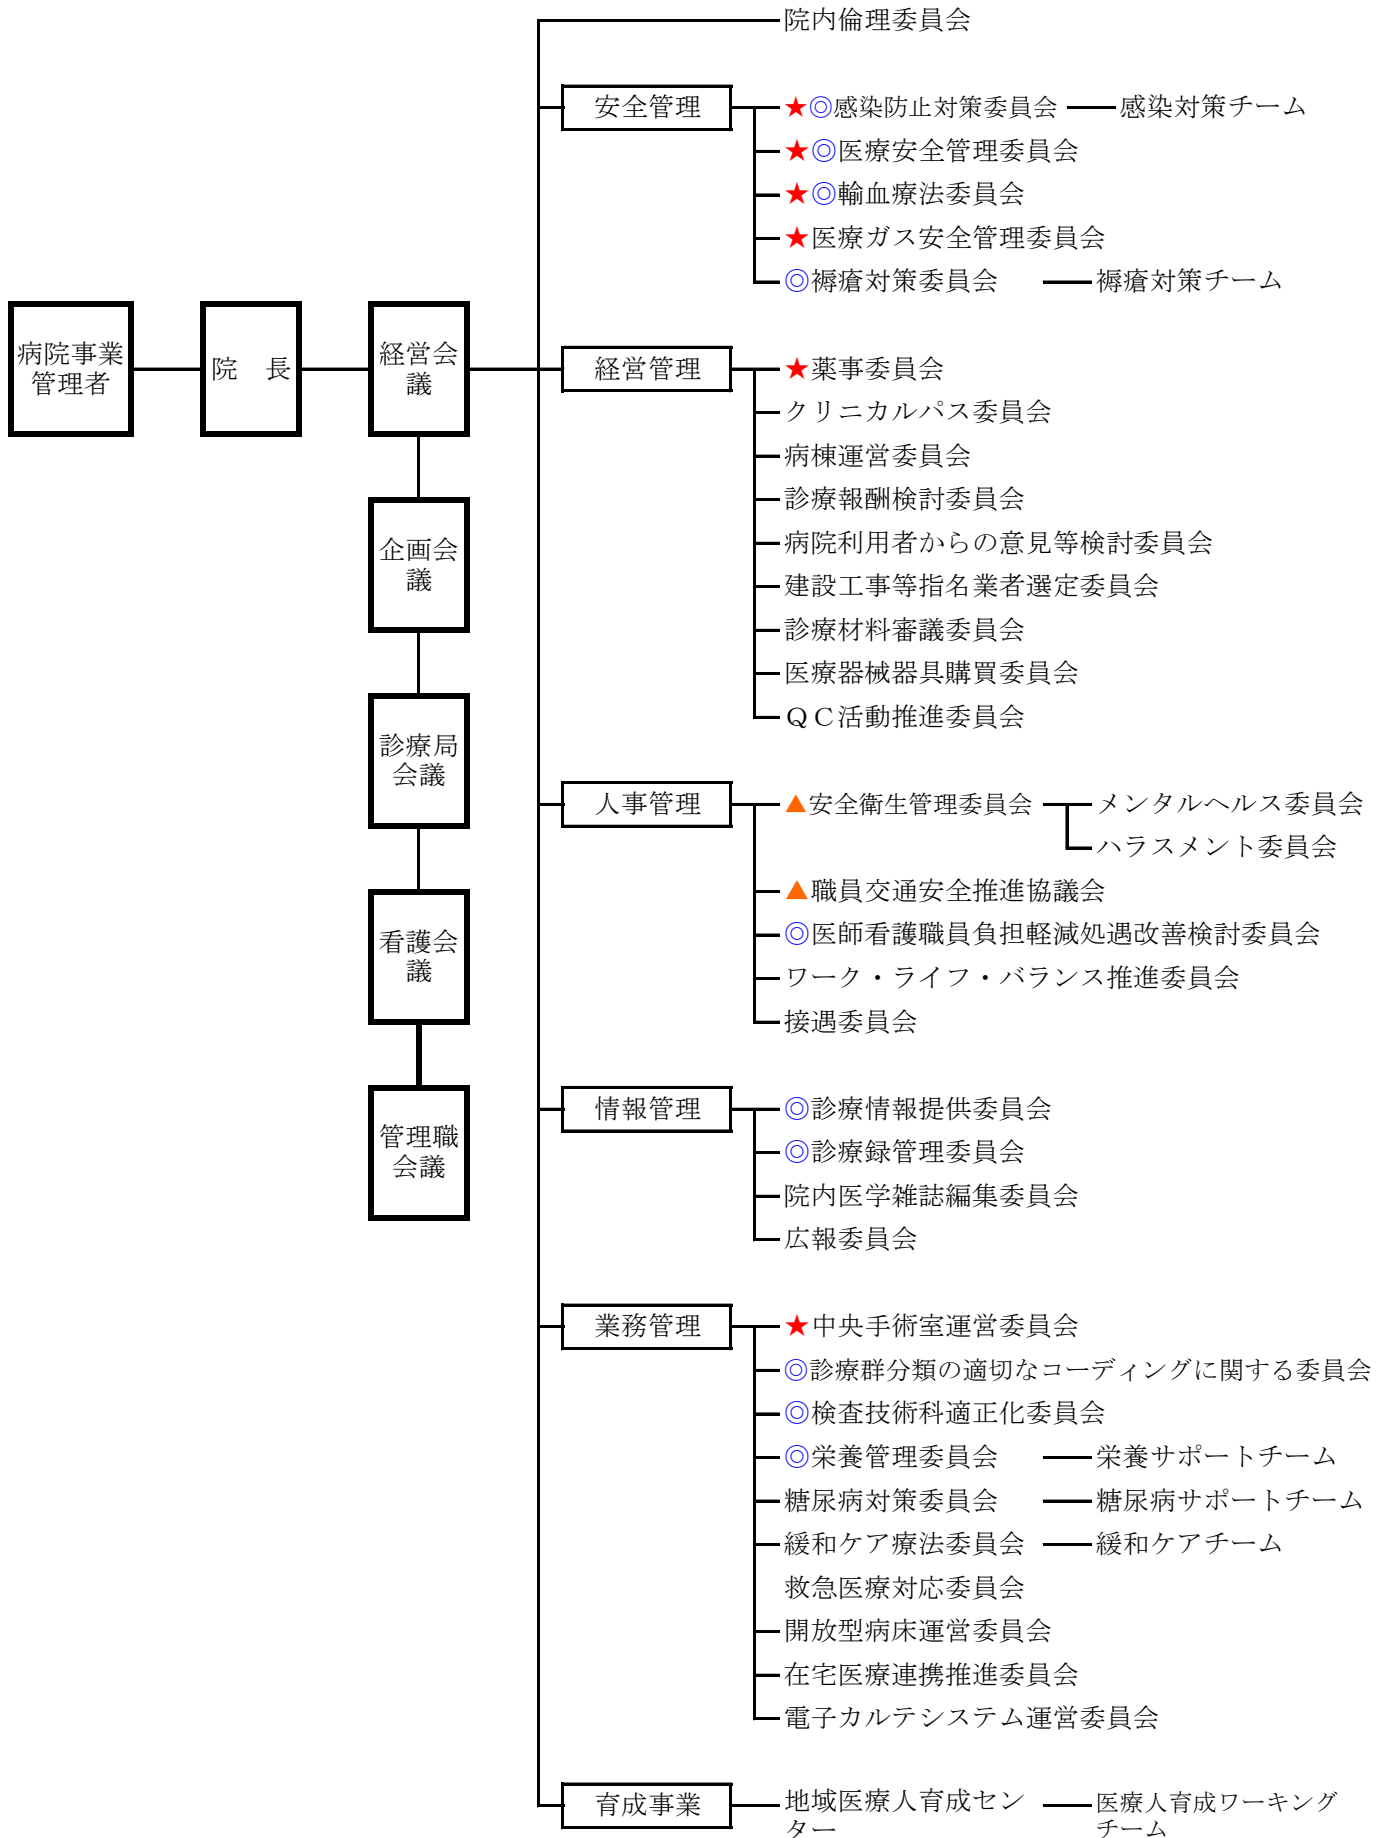 院内倫理委員会
安全管理
★◎感染防止対策委員会
感染対策チーム
★◎医療安全管理委員会
★◎輸血療法委員会
★医療ガス安全管理委員会
◎褥瘡対策委員会
褥瘡対策チーム
病院事業
管理者
院 長
経営会
議
企画会
議
診療局
会議
看護会
議
管理職
会議
経営管理
★薬事委員会
クリニカルパス委員会
病棟運営委員会
診療報酬検討委員会
病院利用者からの意見等検討委員会
建設工事等指名業者選定委員会
診療材料審議委員会
医療器械器具購買委員会
ＱＣ活動推進委員会
人事管理
▲安全衛生管理委員会
メンタルヘルス委員会
ハラスメント委員会
▲職員交通安全推進協議会
◎医師看護職員負担軽減処遇改善検討委員会
ワーク・ライフ・バランス推進委員会
接遇委員会
情報管理
◎診療情報提供委員会
◎診療録管理委員会
院内医学雑誌編集委員会
広報委員会
業務管理
★中央手術室運営委員会
◎診療群分類の適切なコーディングに関する委員会
◎検査技術科適正化委員会
◎栄養管理委員会
栄養サポートチーム
糖尿病対策委員会
糖尿病サポートチーム
緩和ケア療法委員会
緩和ケアチーム
救急医療対応委員会
開放型病床運営委員会
在宅医療連携推進委員会
電子カルテシステム運営委員会
育成事業
地域医療人育成セン
ター
医療人育成ワーキング
チーム